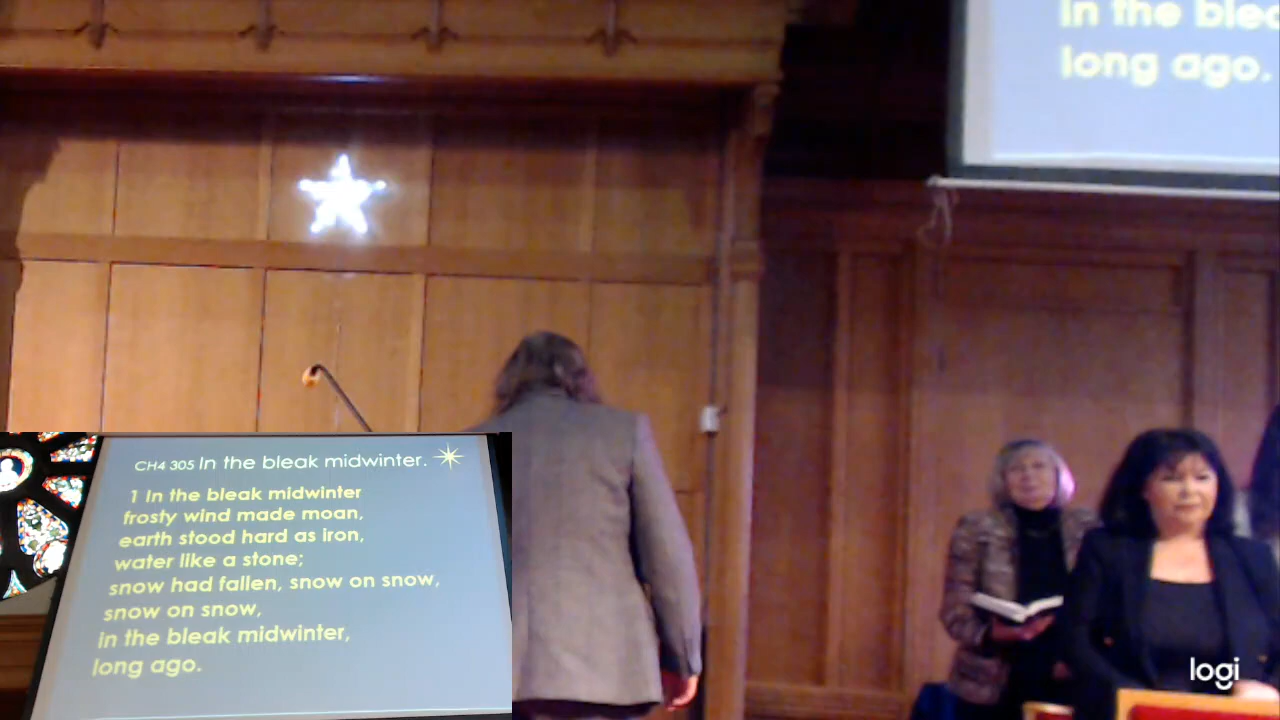 In the blea
long ago.
CH4 305 In the bleak midwinter.
1 In the bleak midwinter
frosty wind made moan,
earth stood hard as iron,
water like a stone;
snow had fallen, snow on snow,
snow on snow,
in the bleak midwinter,
long ago.
logi